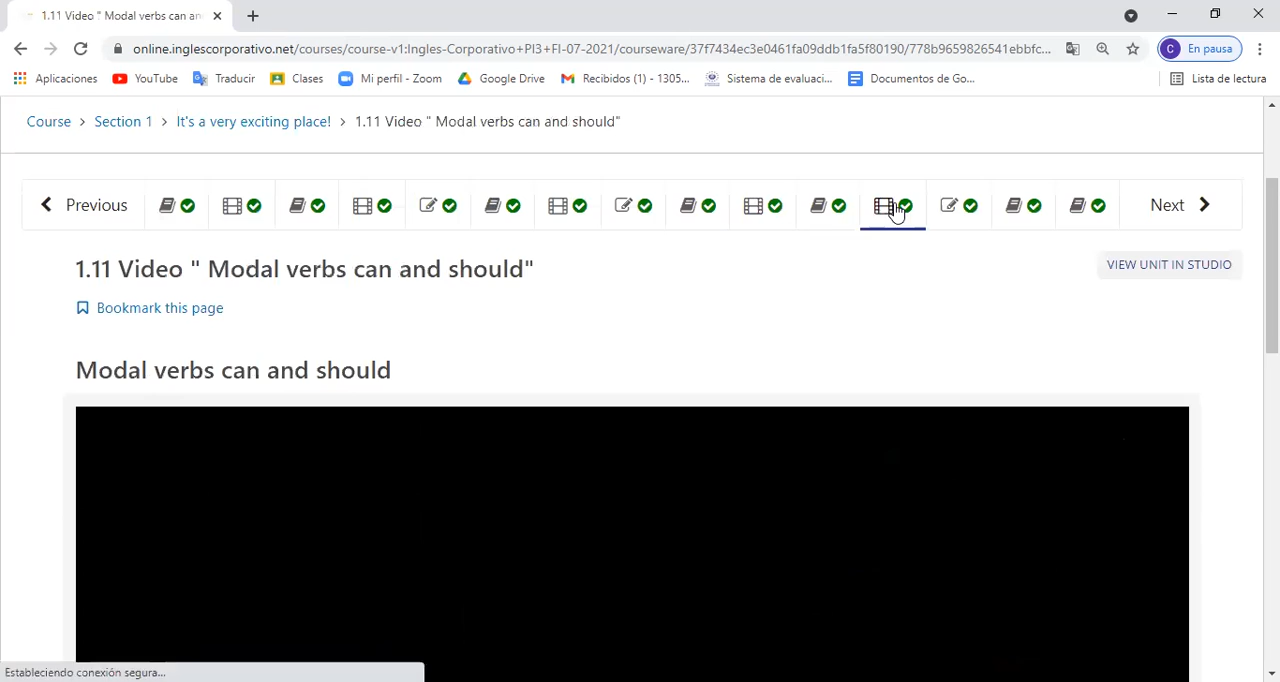 1.11 Video " Modal verbs can an
online.inglescorporativo.net/courses/course-v1:Ingles-Corporativo+PI3+FI-07-2021/courseware/37f7434ec3e0461fa09ddb1fa5f80190/778b9659826541ebbfc...
C En pausa
Aplicaciones YouTube Traducir Clases Mi perfil - Zoom Google Drive Recibidos (1) - 1305... Sistema de evaluaci... Documentos de Go... Lista de lectura
Course > Section 1 > It's a very exciting place! > 1.11 Video " Modal verbs can and should"
Previous Next
1.11 Video " Modal verbs can and should"
VIEW UNIT IN STUDIO
Bookmark this page
Modal verbs can and should
Estableciendo conexión segura...